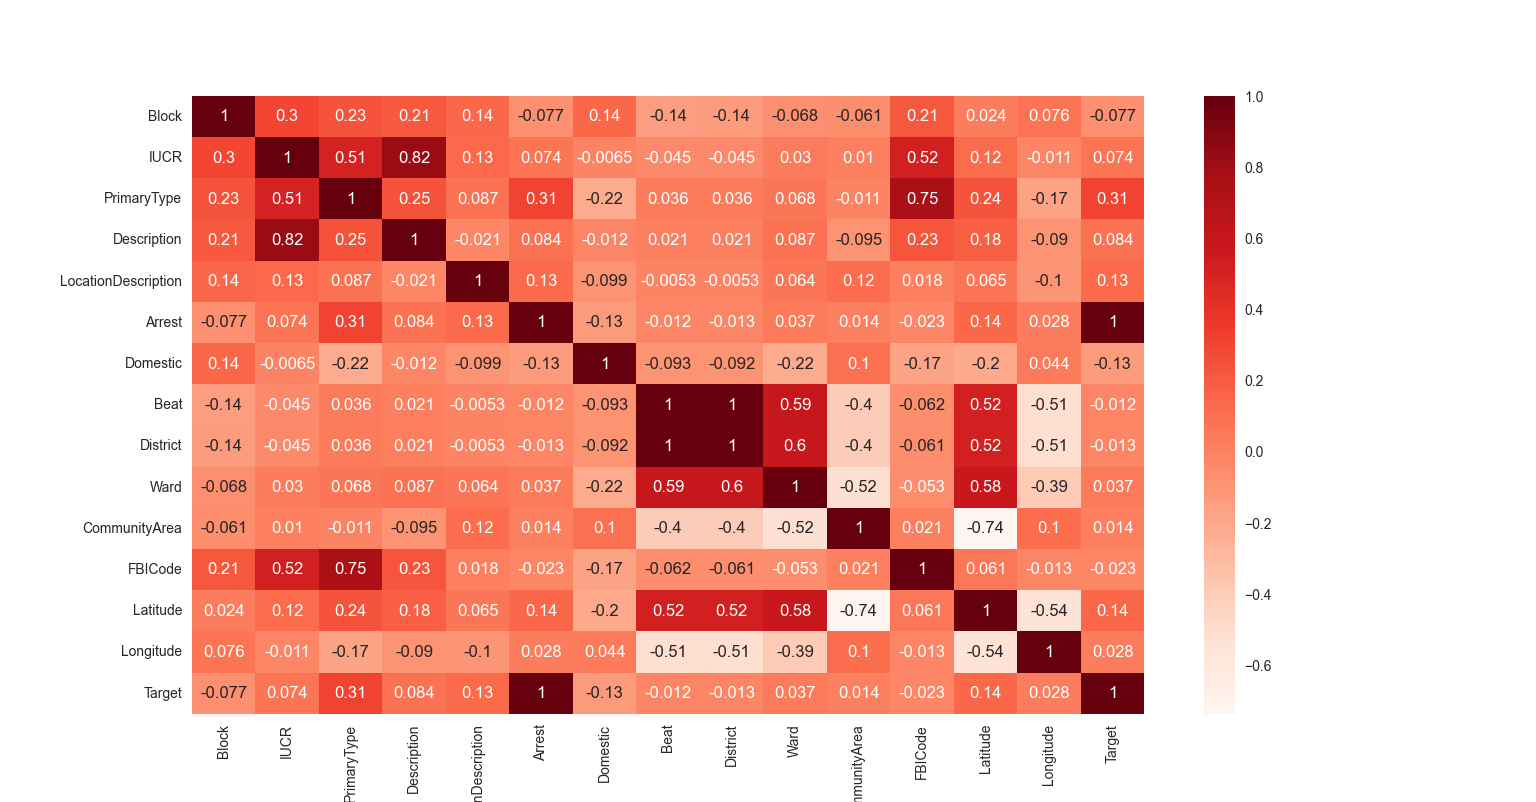 Block 1 0.3 0.23 0.21 0.14 -0.077 0.14 -0.14 -0.14 -0.068 -0.061 0.21 0.024 0.076 -0.077
IUCR 0.3 1 0.51 0.82 0.13 0.074 -0.0065 -0.045 -0.045 0.03 0.01 0.52 0.12 -0.011 0.074
PrimaryType 0.23 0.51 1 0.25 0.087 0.31 -0.22 0.036 0.036 0.068 -0.011 0.75 0.24 -0.17 0.31
Description 0.21 0.82 0.25 1 -0.021 0.084 -0.012 0.021 0.021 0.087 -0.095 0.23 0.18 -0.09 0.084
LocationDescription 0.14 0.13 0.087 -0.021 1 0.13 -0.099 -0.0053 -0.0053 0.064 0.12 0.018 0.065 -0.1 0.13
Arrest -0.077 0.074 0.31 0.084 0.13 1 -0.13 -0.012 -0.013 0.037 0.014 -0.023 0.14 0.028 1
Domestic 0.14 -0.0065 -0.22 -0.012 -0.099 -0.13 1 -0.093 -0.092 -0.22 0.1 -0.17 -0.2 0.044 -0.13
Beat -0.14 -0.045 0.036 0.021 -0.0053 -0.012 -0.093 1 1 0.59 -0.4 -0.062 0.52 -0.51 -0.012
District -0.14 -0.045 0.036 0.021 -0.0053 -0.013 -0.092 1 1 0.6 -0.4 -0.061 0.52 -0.51 -0.013
Ward -0.068 0.03 0.068 0.087 0.064 0.037 -0.22 0.59 0.6 1 -0.52 -0.053 0.58 -0.39 0.037
CommunityArea -0.061 0.01 -0.011 -0.095 0.12 0.014 0.1 -0.4 -0.4 -0.52 1 0.021 -0.74 0.1 0.014
FBICode 0.21 0.52 0.75 0.23 0.018 -0.023 -0.17 -0.062 -0.061 -0.053 0.021 1 0.061 -0.013 -0.023
Latitude 0.024 0.12 0.24 0.18 0.065 0.14 -0.2 0.52 0.52 0.58 -0.74 0.061 1 -0.54 0.14
Longitude 0.076 -0.011 -0.17 -0.09 -0.1 0.028 0.044 -0.51 -0.51 -0.39 0.1 -0.013 -0.54 1 0.028
Target -0.077 0.074 0.31 0.084 0.13 1 -0.13 -0.012 -0.013 0.037 0.014 -0.023 0.14 0.028 1
Block
IUCR
PrimaryType
Description
nDescription
Arrest
Domestic
Beat
District
Ward
mmunityArea
FBICode
Latitude
Longitude
Target
1.0
0.8
0.6
0.4
0.2
0.0
−0.2
−0.4
−0.6